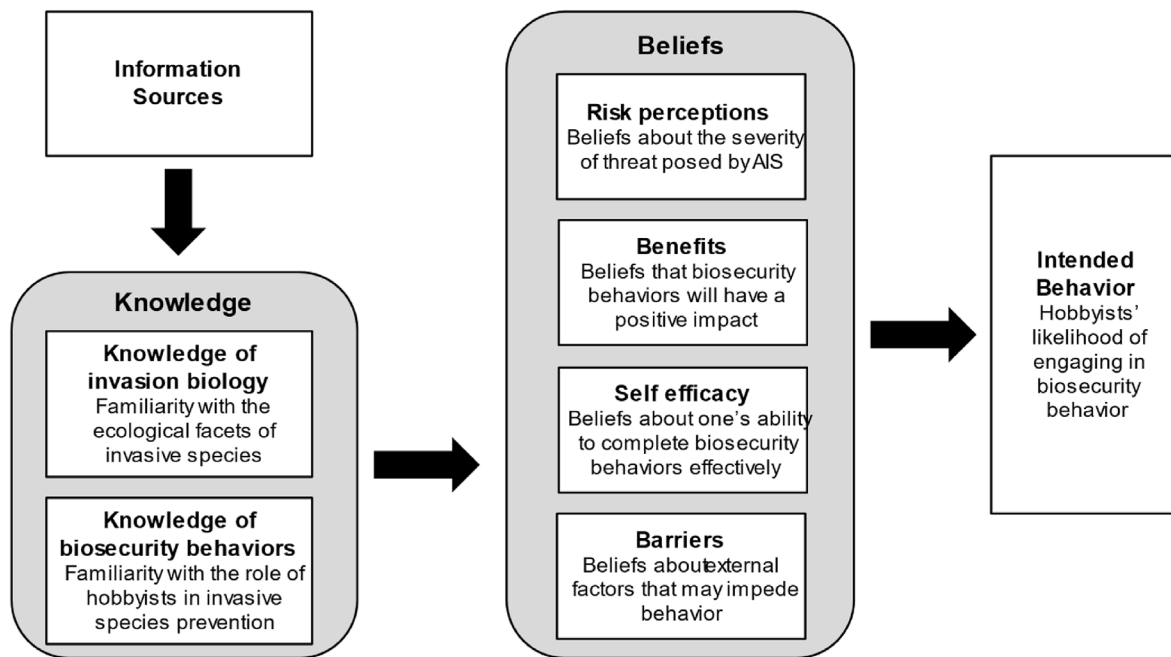 Information
Sources
Knowledge
Knowledge of
invasion biology
Familiarity with the
ecological facets of
invasive species
Knowledge of
biosecurity behaviors
Familiarity with the role of
hobbyists in invasive
species prevention
Beliefs
Risk perceptions
Beliefs about the severity
of threat posed by AIS
Benefits
Beliefs that biosecurity
behaviors will have a
positive impact
Self efficacy
Beliefs about one's ability
to complete biosecurity
behaviors effectively
Barriers
Beliefs about external
factors that may impede
behavior
Intended
Behavior
Hobbyists'
likelihood of
engaging in
biosecurity
behavior